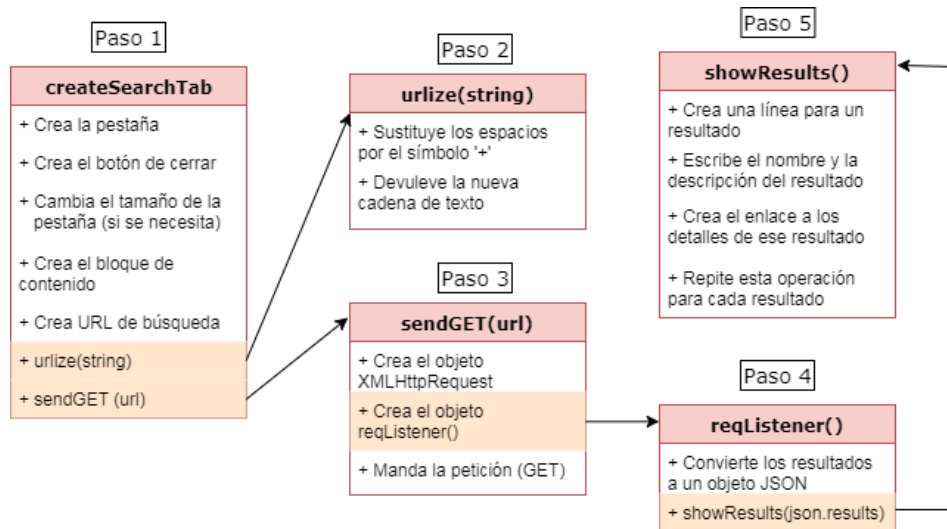 Paso 1
createSearchTab
+ Crea la pestaña
+ Crea el botón de cerrar
+ Cambia el tamaño de la
pestaña (si se necesita)
+ Crea el bloque de
contenido
+ Crea URL de búsqueda
+ urlize(string)
+ sendGET (url)
Paso 2
urlize(string)
+ Sustituye los espacios
por el símbolo '+'
+ Devuleve la nueva
cadena de texto
Paso 3
sendGET(url)
+ Crea el objeto
XMLHttpRequest
+ Crea el objeto
reqListener()
+ Manda la petición (GET)
Paso 4
reqListener()
+ Convierte los resultados
a un objeto JSON
+ showResults(json.results)
Paso 5
showResults()
+ Crea una línea para un
resultado
+ Escribe el nombre y la
descripción del resultado
+ Crea el enlace a los
detalles de ese resultado
+ Repite esta operación
para cada resultado